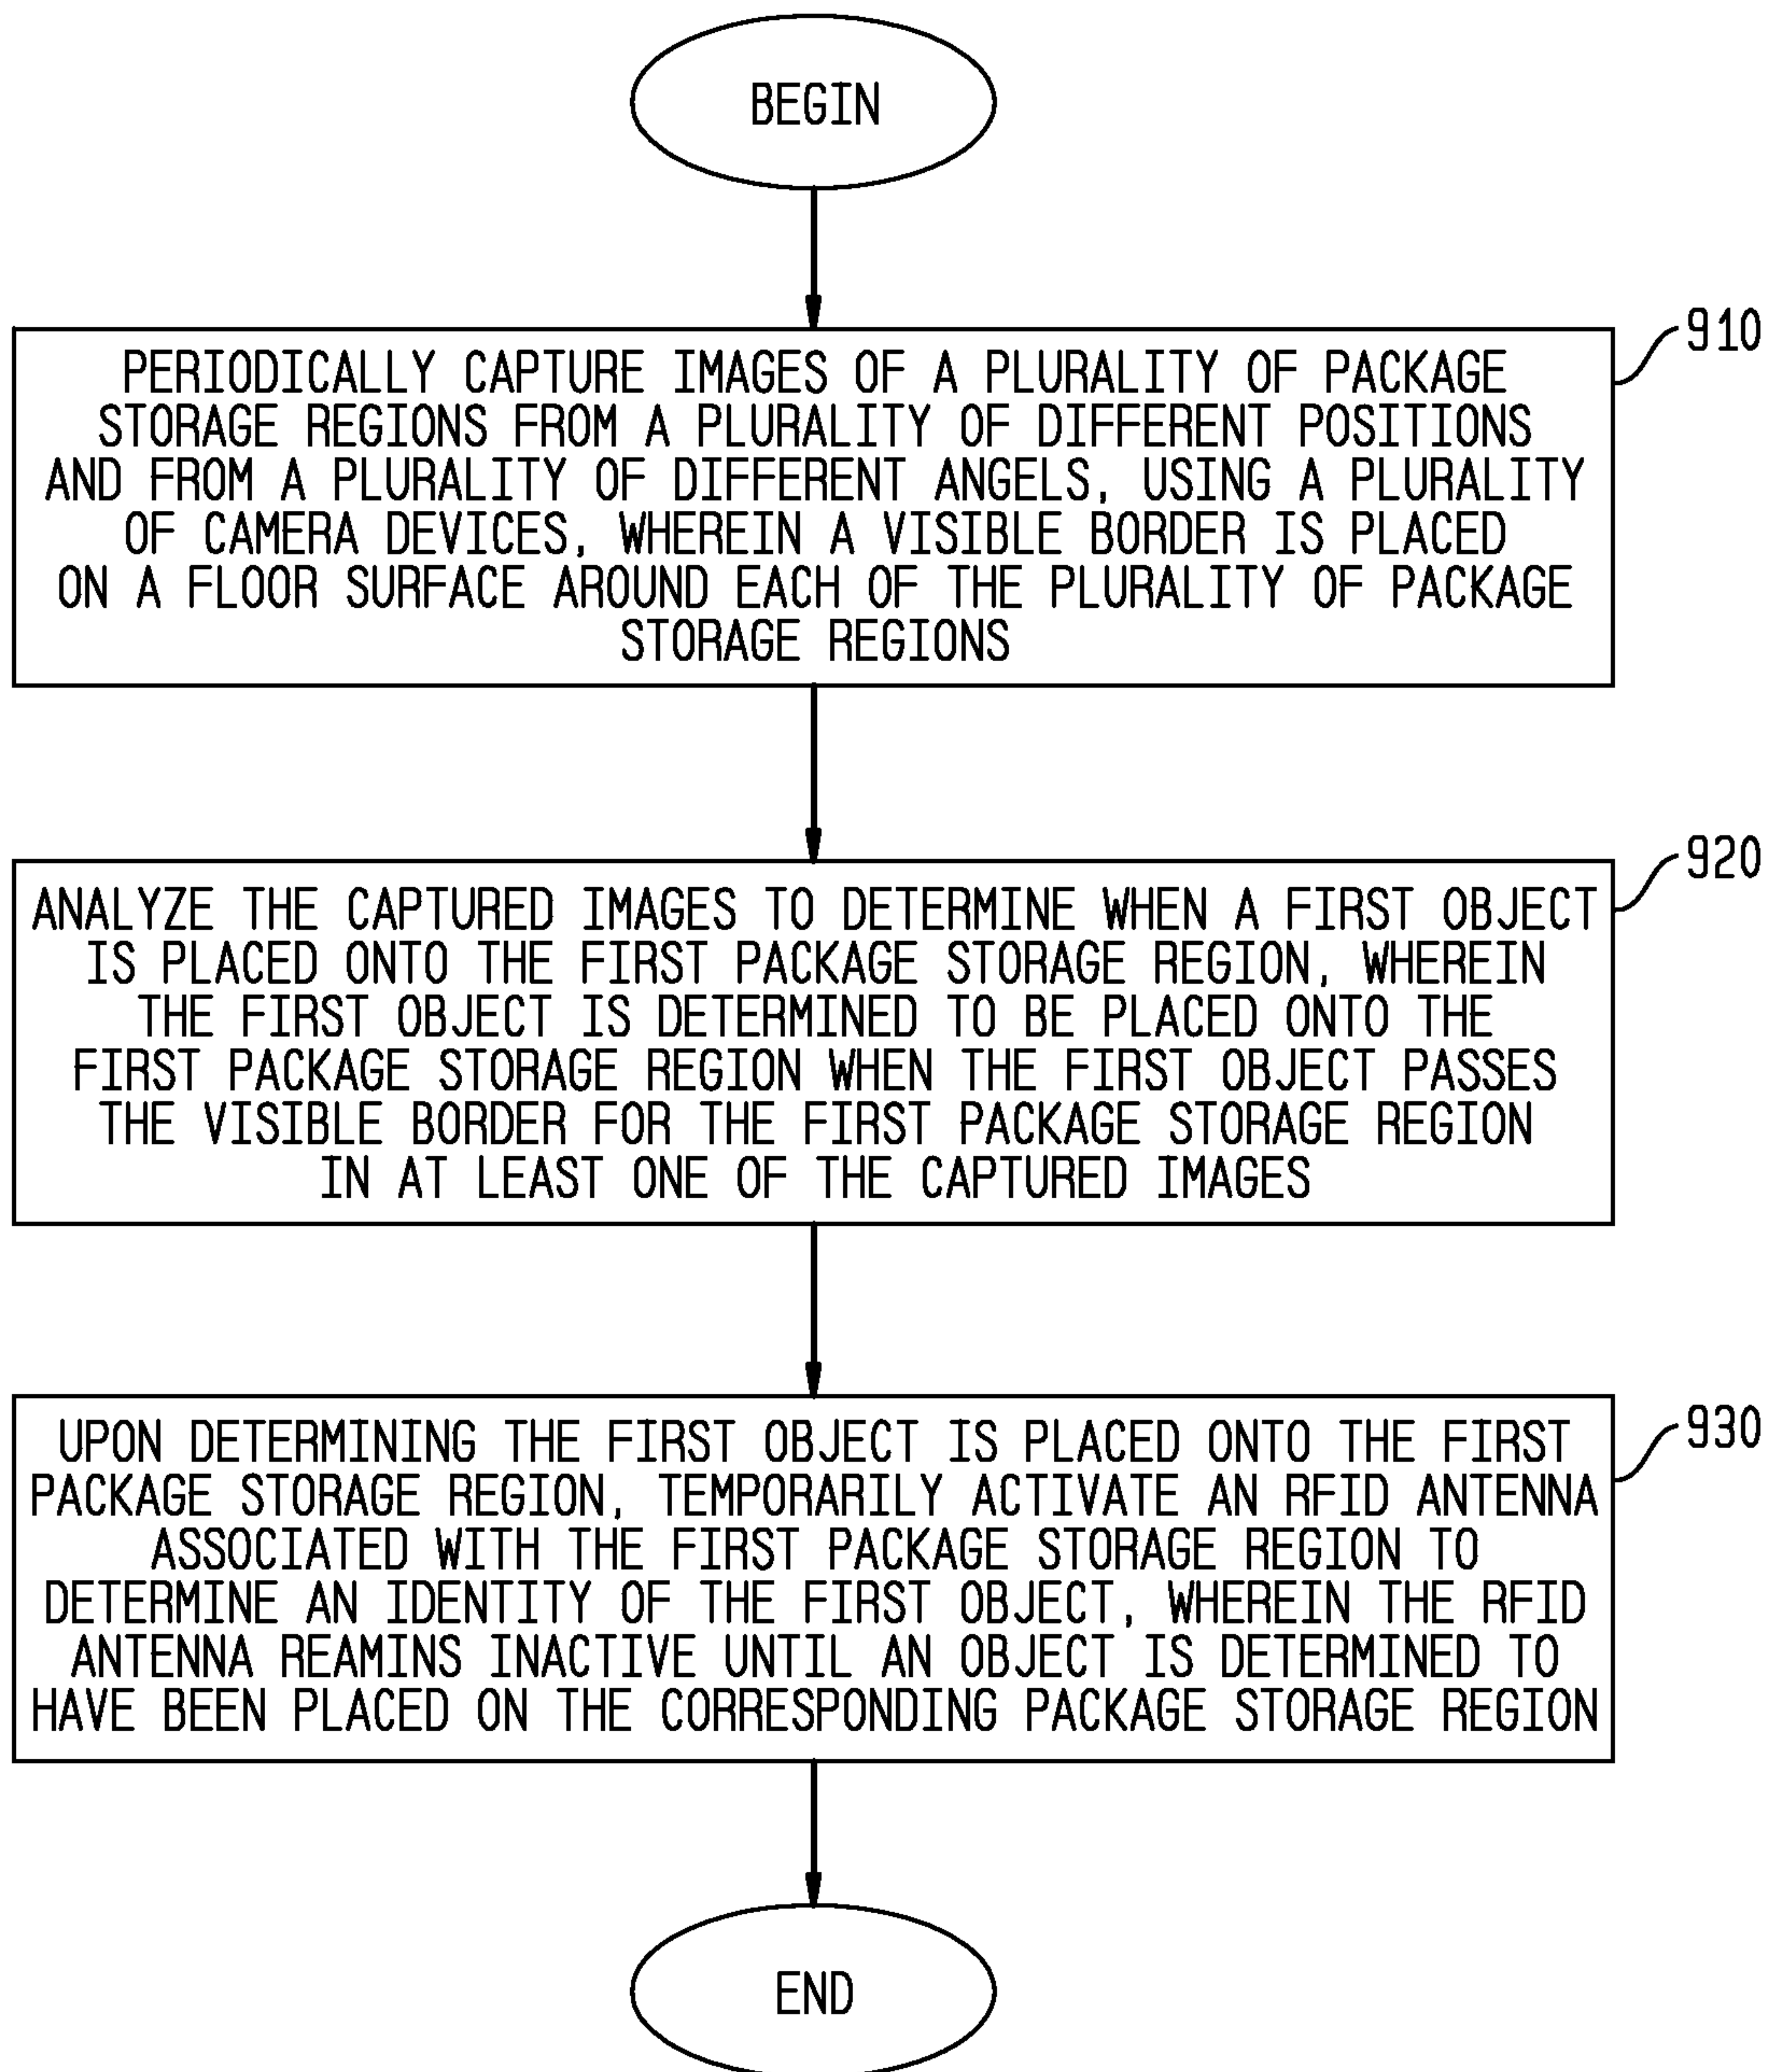 BEGIN
910
PERIODICALLY CAPTURE IMAGES OF A PLURALITY OF PACKAGE
STORAGE REGIONS FROM A PLURALITY OF DIFFERENT POSITIONS
AND FROM A PLURALITY OF DIFFERENT ANGELS, USING A PLURALITY
OF CAMERA DEVICES, WHEREIN A VISIBLE BORDER IS PLACED
ON A FLOOR SURFACE AROUND EACH OF THE PLURALITY OF PACKAGE
STORAGE REGIONS
920
ANALYZE THE CAPTURED IMAGES TO DETERMINE WHEN A FIRST OBJECT
IS PLACED ONTO THE FIRST PACKAGE STORAGE REGION, WHEREIN
THE FIRST OBJECT IS DETERMINED TO BE PLACED ONTO THE
FIRST PACKAGE STORAGE REGION WHEN THE FIRST OBJECT PASSES
THE VISIBLE BORDER FOR THE FIRST PACKAGE STORAGE REGION
IN AT LEAST ONE OF THE CAPTURED IMAGES
930
UPON DETERMINING THE FIRST OBJECT IS PLACED ONTO THE FIRST
PACKAGE STORAGE REGION, TEMPORARILY ACTIVATE AN RFID ANTENNA
ASSOCIATED WITH THE FIRST PACKAGE STORAGE REGION TO
DETERMINE AN IDENTITY OF THE FIRST OBJECT, WHEREIN THE RFID
ANTENNA REAMINS INACTIVE UNTIL AN OBJECT IS DETERMINED TO
HAVE BEEN PLACED ON THE CORRESPONDING PACKAGE STORAGE REGION
END